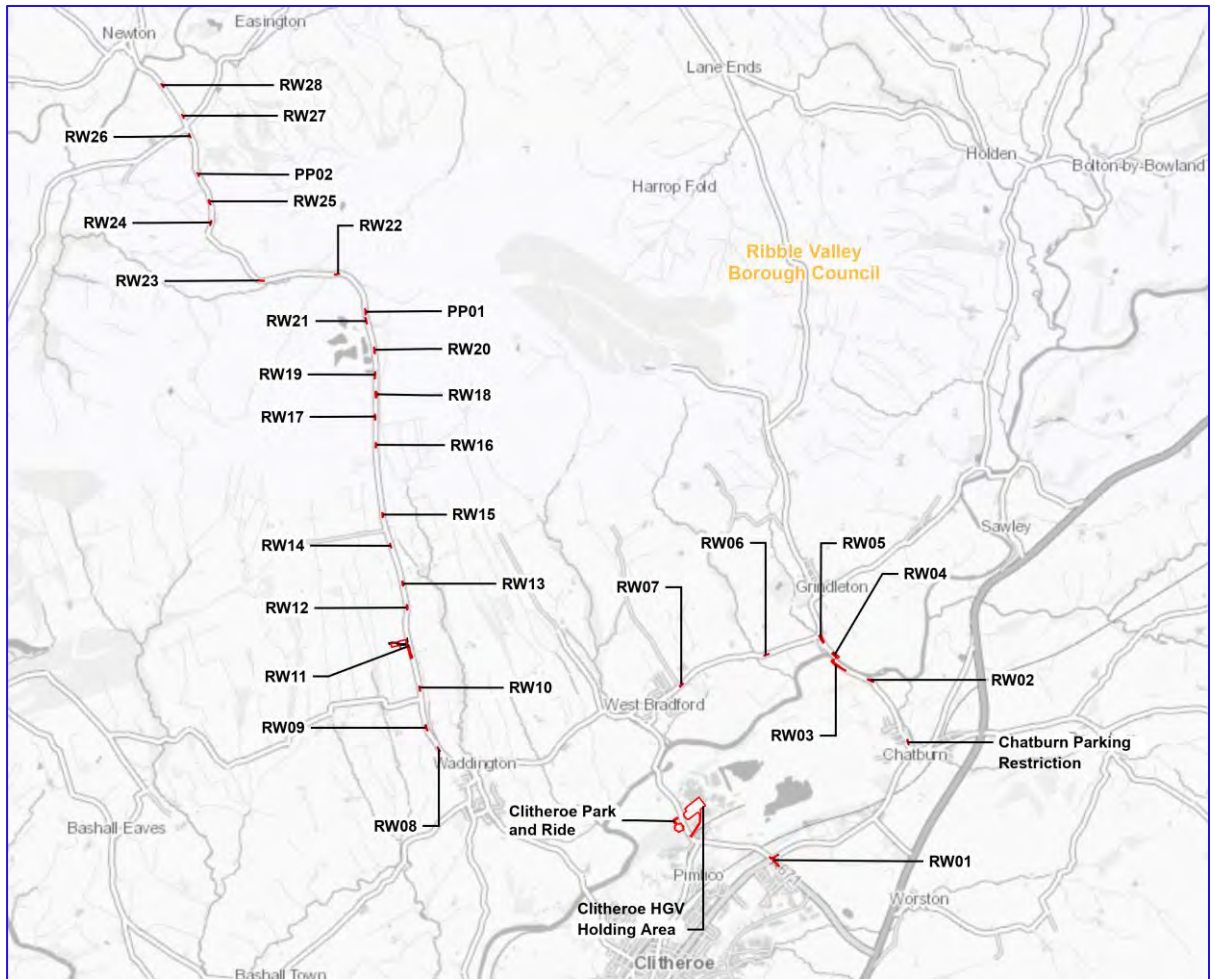 Newton
Easington
Lane Ends
RW28
RW27
RW26
Holden
Bolton-by-Bowland
PP02
Harrop Fold
RW25
RW24
RW22
Ribble Valley
Borough Council
RW23
PP01
RW21
RW20
RW19
RW18
RW17
RW16
RW15
Sawley
RW14
RW06
RW05
RW04
RW13
Grindleton
RW07
RW12
RW11
RW10
RW02
West Bradford
RW09
RW03
Chatburn Parking
Restriction
Chatburn
Waddington
Clitheroe Park
and Ride
RW08
Bashall Eaves
RW01
Pimlico
Worston
Clitheroe HGV
Holding Area
Clitheroe
Bashall Town